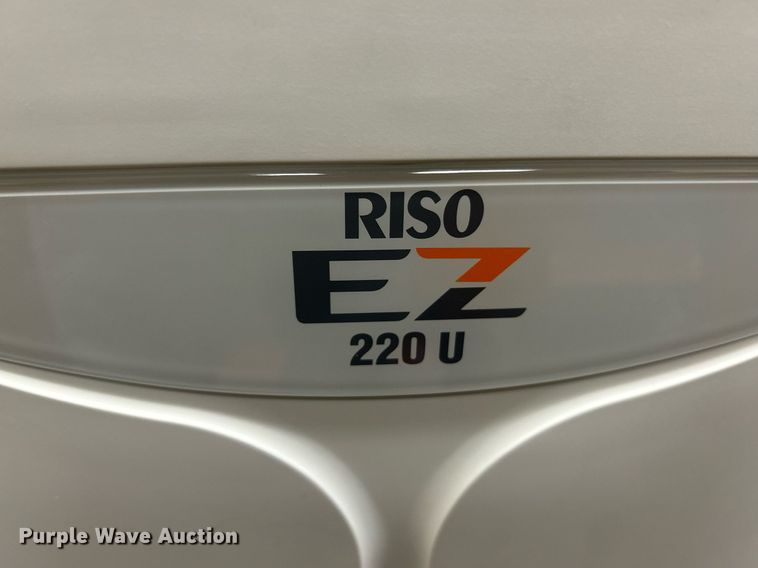 RISO
EZ
220 U
Purple Wave Auction